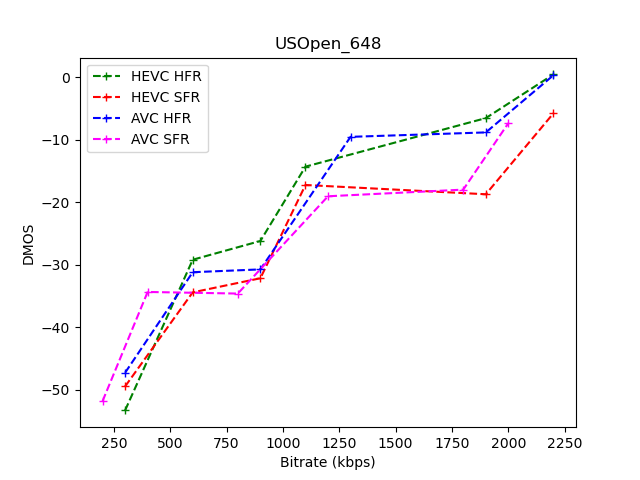 USOpen_648
HEVC HFR
HEVC SFR
AVC HFR
AVC SFR
0
−10
−20
−30
−40
−50
DMOS
250 500 750 1000 1250 1500 1750 2000 2250
Bitrate (kbps)